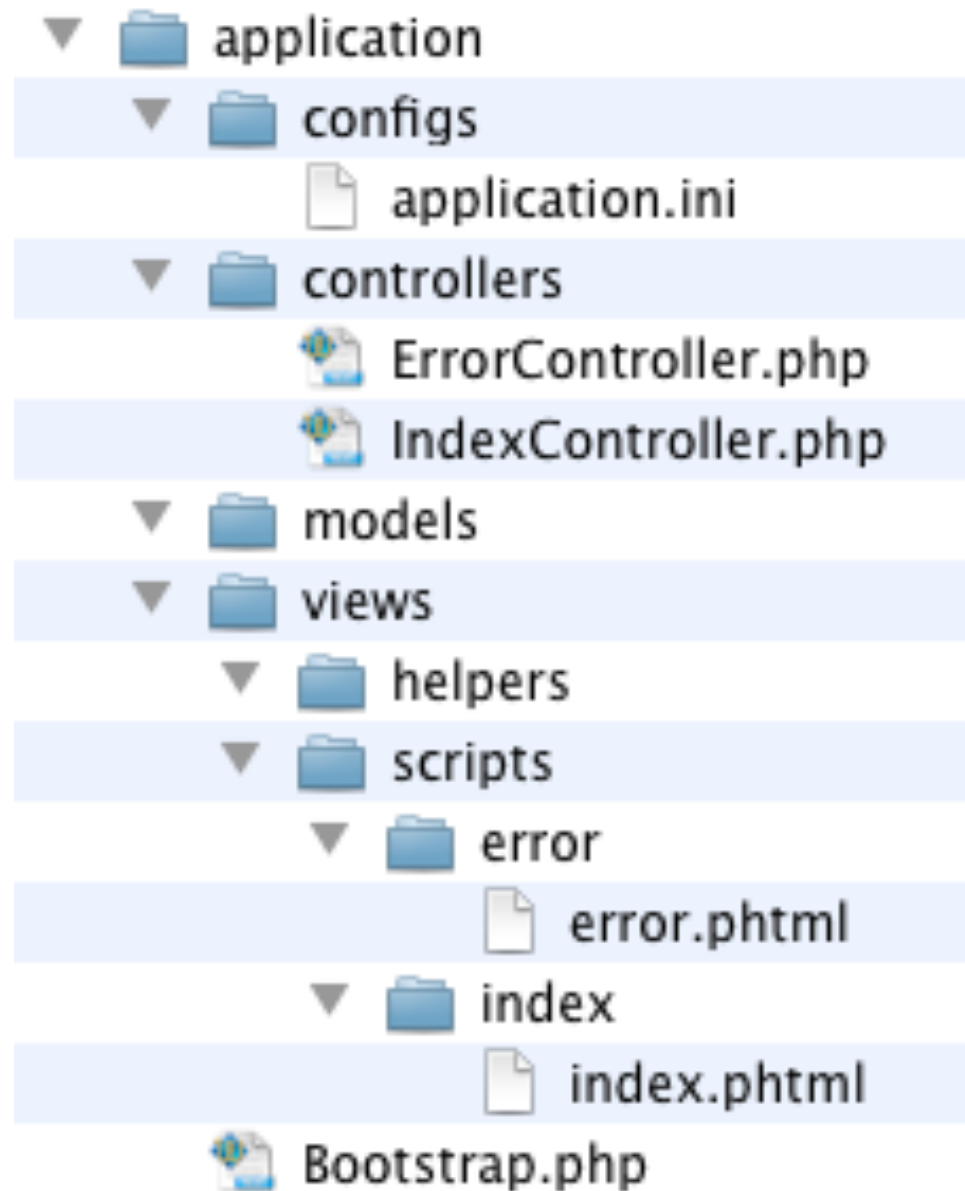 application
configs
application.ini
controllers
ErrorController.php
IndexController.php
models
views
helpers
scripts
error
error.phtml
index
index.phtml
Bootstrap.php